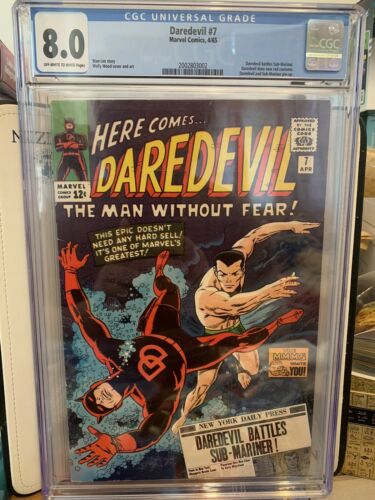 CGC UNIVERSAL GRADE
8.0
OFF-WHITE TO WHITE Pages
Daredevil #7
Marvel Comics, 4/65
Stan Lee story
Wally Wood cover and art
2002803002
Daredevil battles Sub-Mariner.
Daredevil dons new red costume.
Daredevil and Sub-Mariner pin-up.
CGC
HERE COMES...
DAREDEVIL
THE MAN WITHOUT FEAR!
APPROVED
BY THE
COMICS
CODE
AUTHORITY
MARVEL
COMICS
GROUP
12¢
7
APR
THIS EPIC DOESN'T
NEED ANY HARD SELL!
IT'S ONE OF MARVEL'S
GREATEST!
D
THE
MMMS
WANTS
YOU!
NEW YORK DAILY PRESS
DAREDEVIL BATTLES
SUB-MARINER!